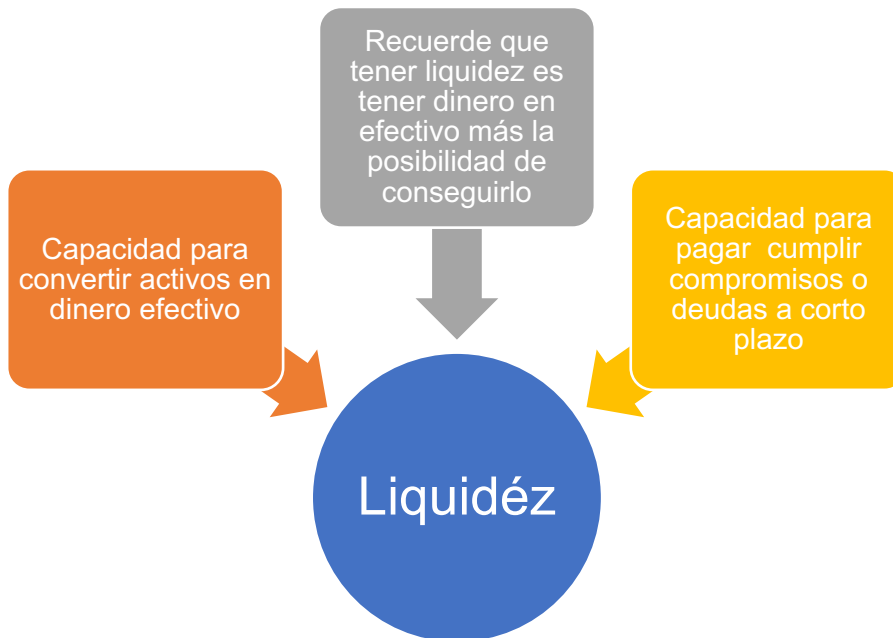 Recuerde que
tener liquidez es
tener dinero en
efectivo más la
posibilidad de
conseguirlo
Capacidad para
convertir activos en
dinero efectivo
Capacidad para
pagar  cumplir
compromisos o
deudas a corto
plazo
Liquidéz